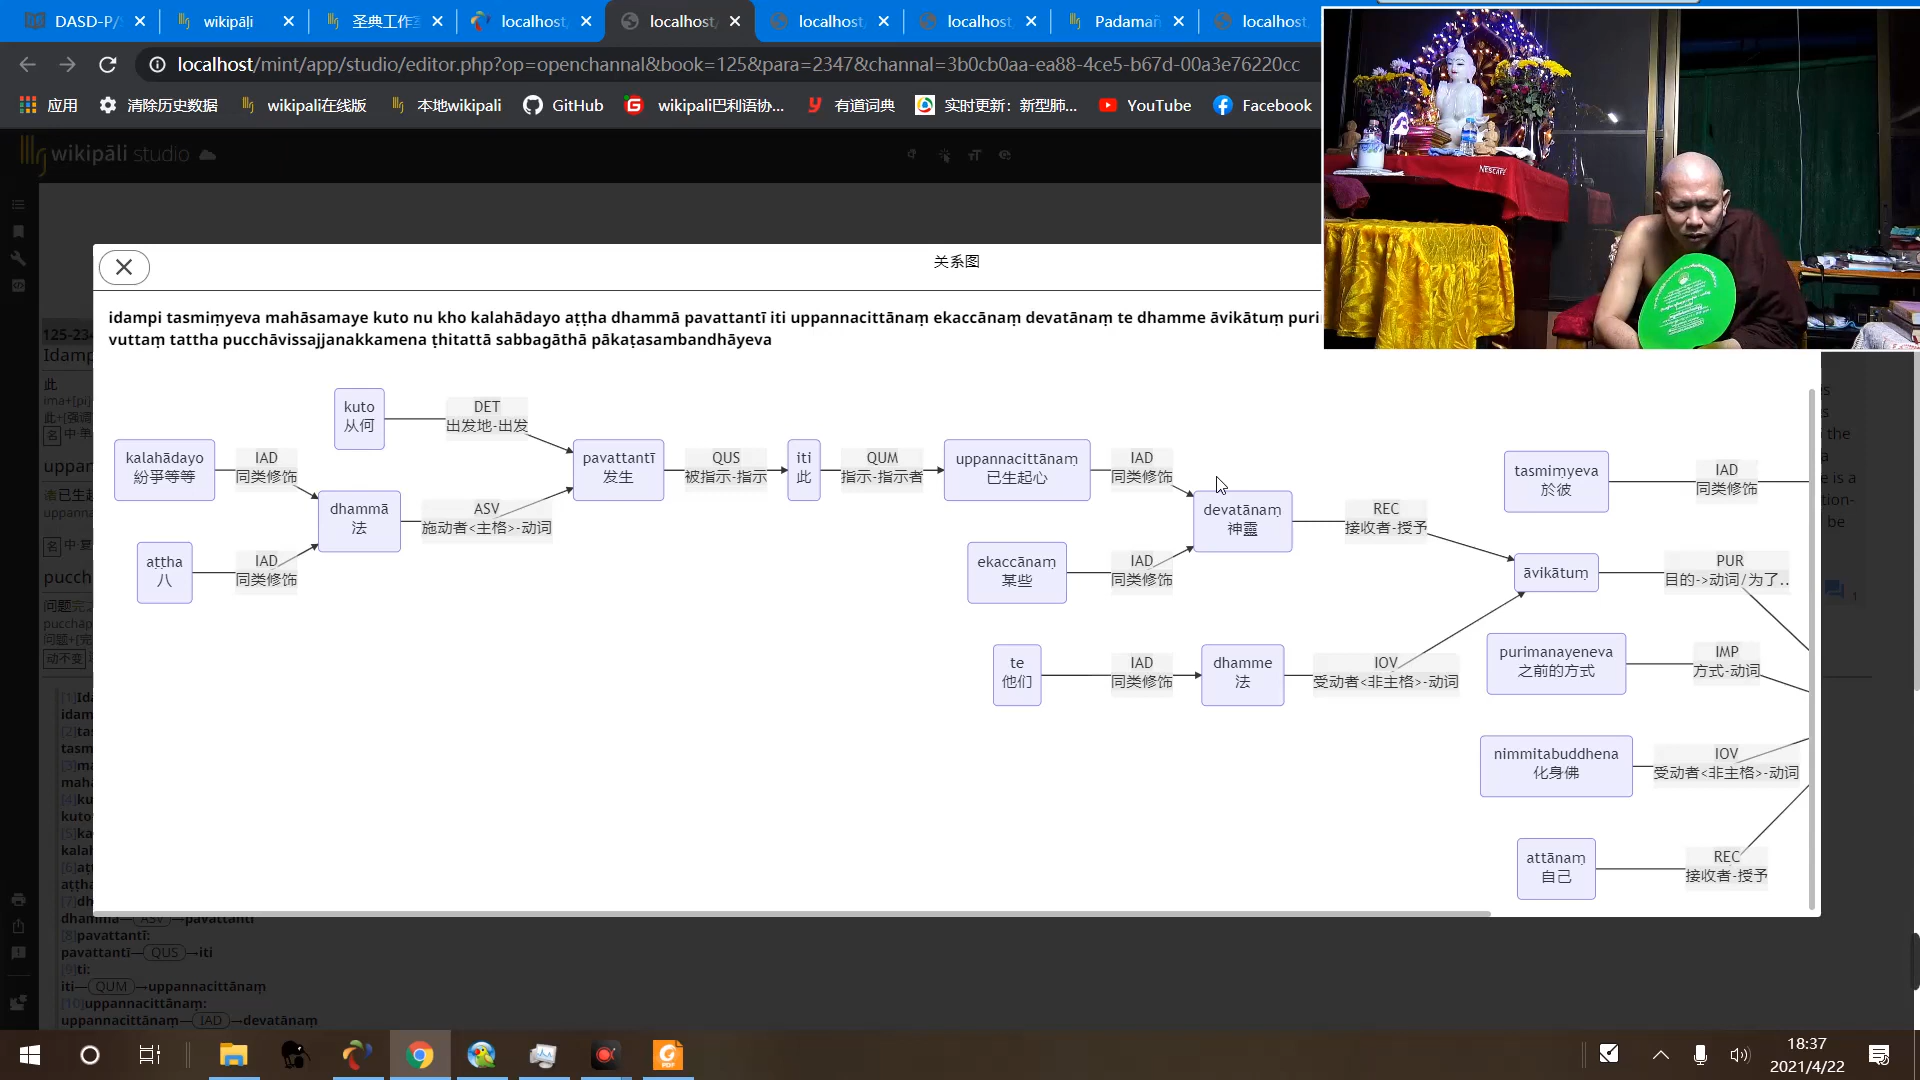 DASD-P/
wikipāḷi
圣典工作
localhost
localhost
localhost
localhost
Padamañ
localhost
localhost/mint/app/studio/editor.php?op=openchannal&book=125&para=2347&channal=3b0cb0aa-ea88-4ce5-b67d-00a3e76220cc
应用
清除历史数据
wikipali在线版
本地wikipali
GitHub
wikipali巴利语协...
有道词典
实时更新：新型肺...
YouTube
Facebook
wikipāli studio
关系图
idampi tasmiṃyeva mahāsamaye kuto nu kho kalahādayo aṭṭha dhammā pavattantī iti uppannacittānaṃ ekaccānaṃ devatānaṃ te dhamme āvikātuṃ
vuttaṃ tattha pucchāvissajjanakkamena ṭhitattā sabbagāthā pākaṭasambandhāyeva
kuto
从何
DET
出发地-出发
kalahādayo
紛爭等等
IAD
同类修饰
pavattantī
发生
QUS
被指示-指示
iti
此
QUM
指示-指示者
uppannacittānaṃ
已生起心
IAD
同类修饰
tasmiṃyeva
於彼
IAD
同类修饰
dhammā
法
ASV
施动者<主格>-动词
devatānaṃ
神靈
REC
接收者-授予
aṭṭha
八
IAD
同类修饰
ekaccānaṃ
某些
IAD
同类修饰
āvikātuṃ
PUR
目的->动词/为了..
te
他们
IAD
同类修饰
dhamme
法
IOV
受动者<非主格>-动词
purimanayeneva
之前的方式
IMP
方式-动词
nimmitabuddhena
化身佛
IOV
受动者<非主格>-动词
attānaṃ
自己
REC
接收者-授予
NESCAFÉ
dhammā—ASV→pavattantī
[8]pavattantī:
pavattantī—QUS→iti
[9]ti:
iti—QUM→uppannacittānaṃ
[10]uppannacittānaṃ:
uppannacittānaṃ—IAD→devatānaṃ
18:37
2021/4/22